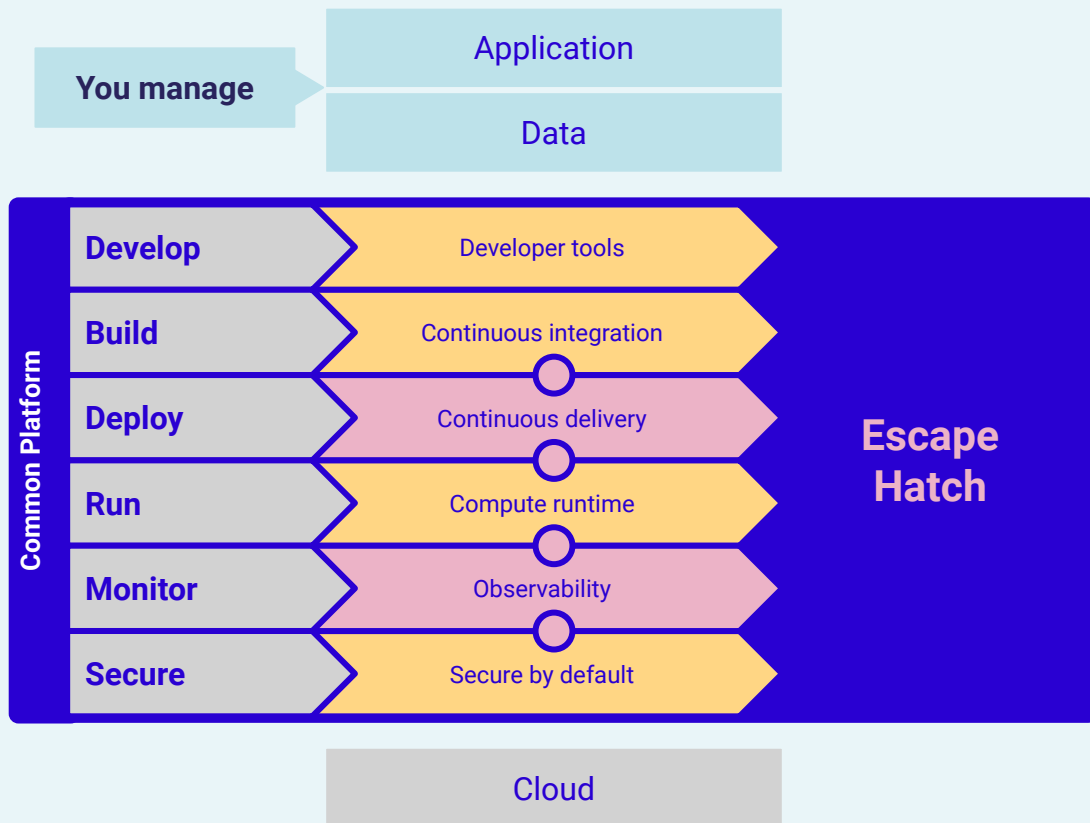 Application
You manage
Data
Common Platform
Develop
Developer tools
Build
Continuous integration
Deploy
Continuous delivery
Run
Compute runtime
Monitor
Observability
Secure
Secure by default
Escape
Hatch
Cloud